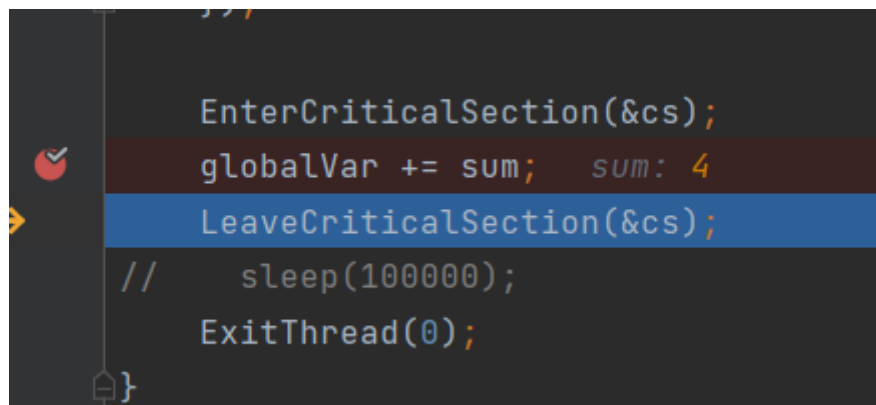 });
EnterCriticalSection(&cs);
globalVar += sum; sum: 4
LeaveCriticalSection(&cs);
// sleep(100000);
ExitThread(0);
}